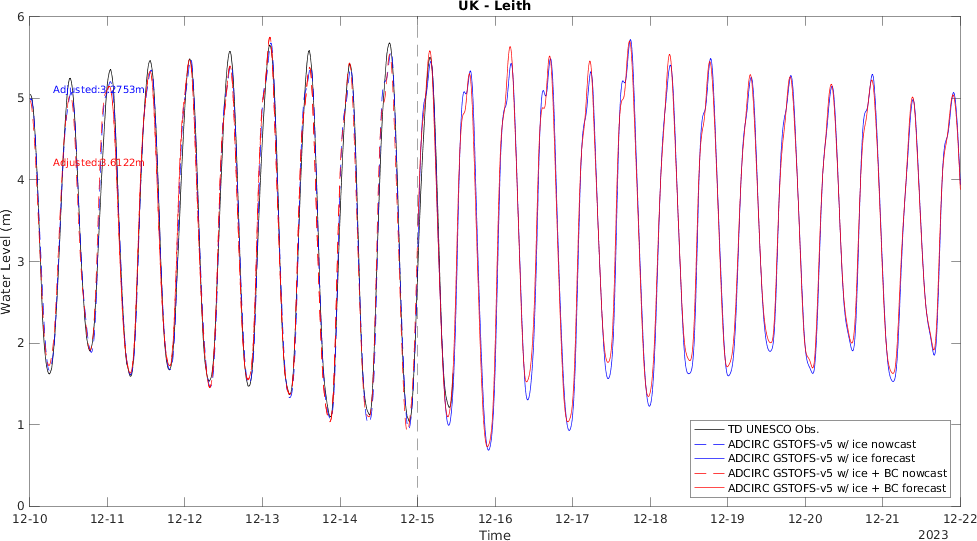 UK - Leith
6
5
4
3
2
1
0
Water Level (m)
Adjusted:3.2753m
Adjusted:3.6122m
TD UNESCO Obs.
ADCIRC GSTOFS-v5 w/ ice nowcast
ADCIRC GSTOFS-v5 w/ ice forecast
ADCIRC GSTOFS-v5 w/ ice + BC nowcast
ADCIRC GSTOFS-v5 w/ ice + BC forecast
12-10 12-11 12-12 12-13 12-14 12-15 12-16 12-17 12-18 12-19 12-20 12-21 12-22
Time
2023